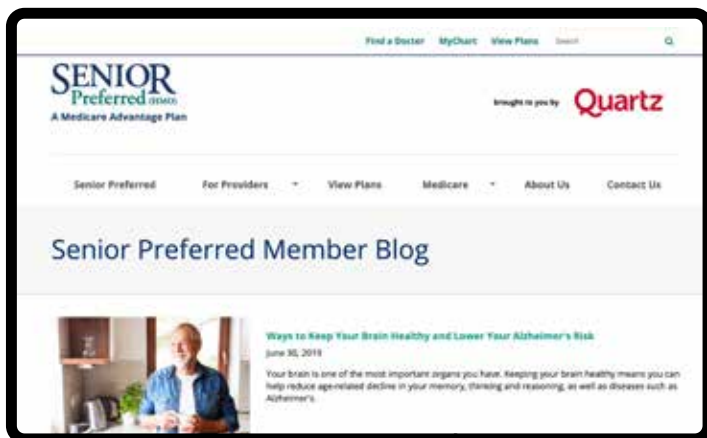 Find a Doctor MyChart View Plans Search
SENIOR
Preferred (HMO)
A Medicare Advantage Plan
brought to you by Quartz
Senior Preferred For Providers View Plans Medicare About Us Contact Us
Senior Preferred Member Blog
Ways to Keep Your Brain Healthy and Lower Your Alzheimer's Risk
June 30, 2019
Your brain is one of the most important organs you have. Keeping your brain healthy means you can
help reduce age-related decline in your memory, thinking and reasoning, as well as diseases such as
Alzheimer's.